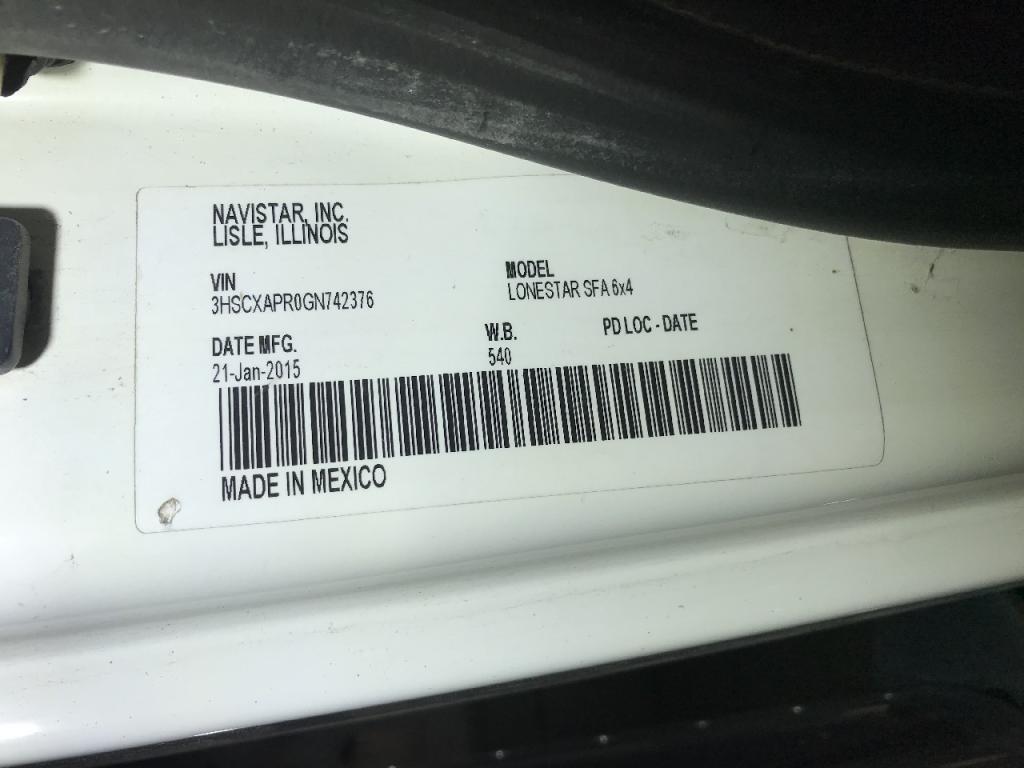 NAVISTAR, INC.
LISLE, ILLINOIS
VIN
3HSCXAPR0GN742376
MODEL
LONESTAR SFA 6x4
DATE MFG.
21-Jan-2015
W.B.
540
PD LOC - DATE
MADE IN MEXICO